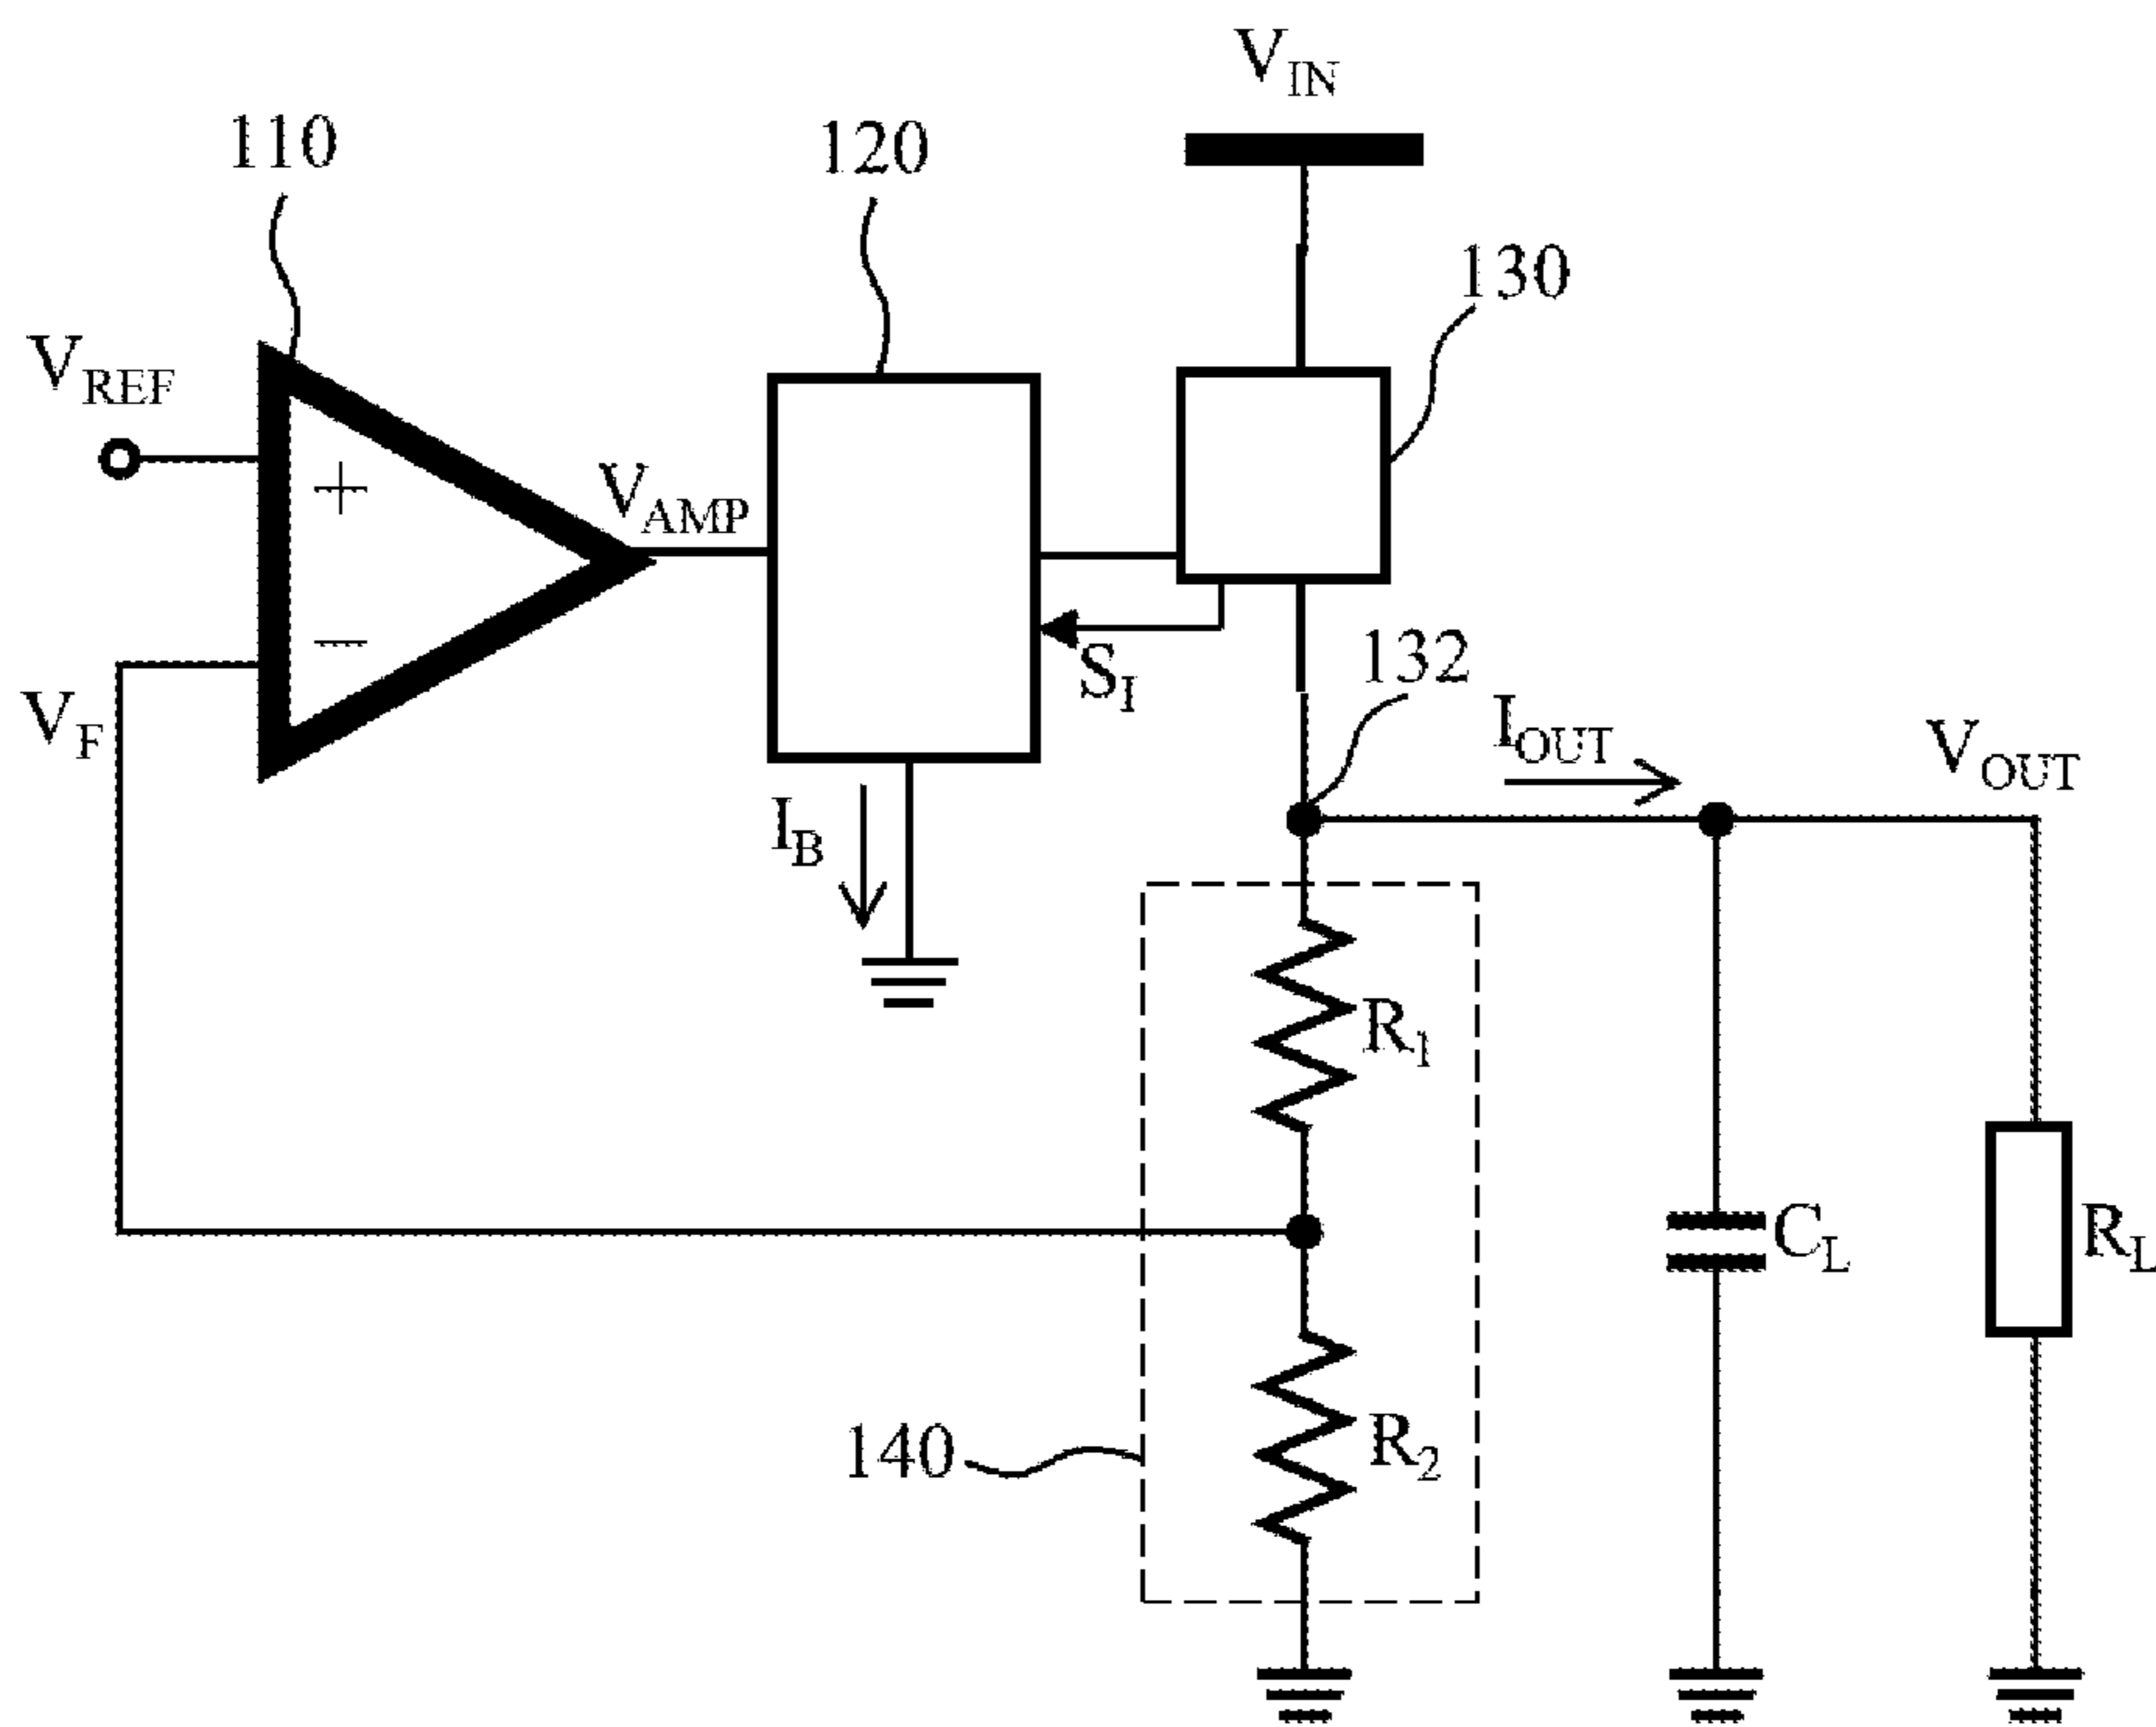 V_IN
110
120
130
V_REF
+
V_AMP
−
S_I
132
V_F
I_OUT
V_OUT
I_B
R_1
C_L
R_L
140
R_2